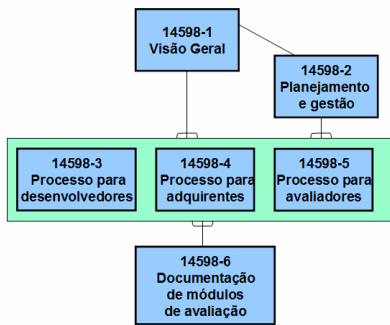 14598-1
Visão Geral
14598-2
Planejamento
e gestão
14598-3
Processo para
desenvolvedores
14598-4
Processo para
adquirentes
14598-5
Processo para
avaliadores
14598-6
Documentação
de módulos
de avaliação